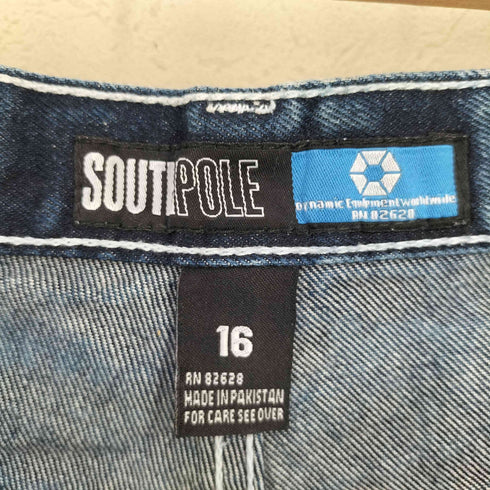 SOUTHPOLE
Dynamic Equipment Worldwide
RN 82628
16
RN 82628
MADE IN PAKISTAN
FOR CARE SEE OVER